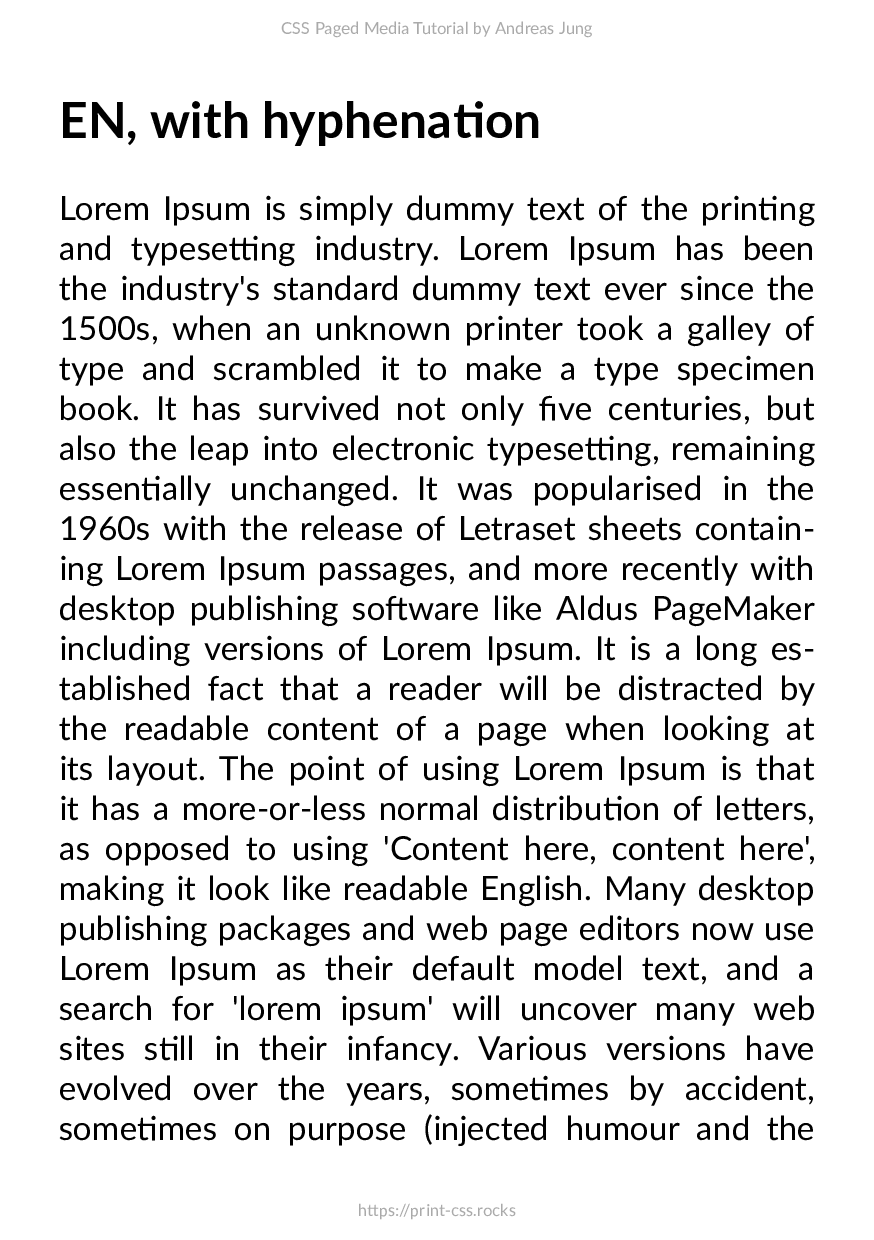 CSS Paged Media Tutorial by Andreas Jung
EN, with hyphenation
Lorem Ipsum is simply dummy text of the printing
and typesetting industry. Lorem Ipsum has been
the industry's standard dummy text ever since the
1500s, when an unknown printer took a galley of
type and scrambled it to make a type specimen
book. It has survived not only five centuries, but
also the leap into electronic typesetting, remaining
essentially unchanged. It was popularised in the
1960s with the release of Letraset sheets contain-
ing Lorem Ipsum passages, and more recently with
desktop publishing software like Aldus PageMaker
including versions of Lorem Ipsum. It is a long es-
tablished fact that a reader will be distracted by
the readable content of a page when looking at
its layout. The point of using Lorem Ipsum is that
it has a more-or-less normal distribution of letters,
as opposed to using 'Content here, content here',
making it look like readable English. Many desktop
publishing packages and web page editors now use
Lorem Ipsum as their default model text, and a
search for 'lorem ipsum' will uncover many web
sites still in their infancy. Various versions have
evolved over the years, sometimes by accident,
sometimes on purpose (injected humour and the
https://print-css.rocks